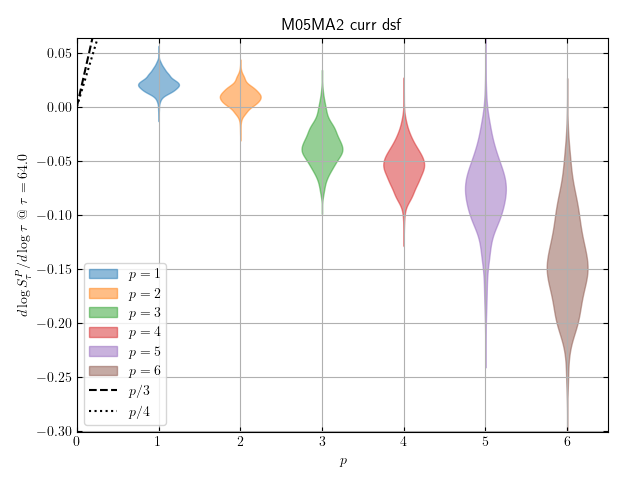 M05MA2 curr dsf
d log S_τ^p / d log τ @ τ = 64.0
0.05
0.00
−0.05
−0.10
−0.15
−0.20
−0.25
−0.30
p = 1
p = 2
p = 3
p = 4
p = 5
p = 6
p/3
p/4
0 1 2 3 4 5 6
p